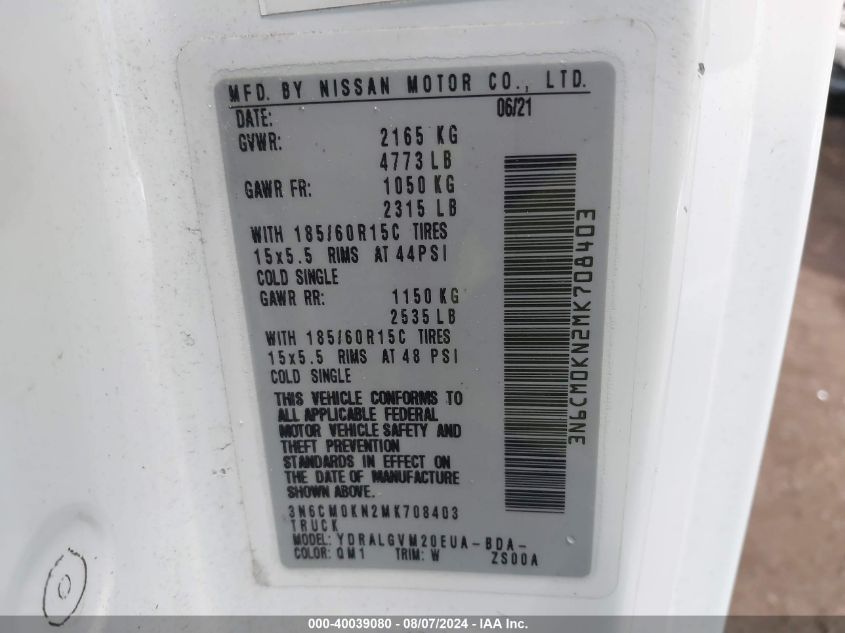 MFD. BY NISSAN MOTOR CO., LTD.
DATE: 06/21
GVWR: 2165 KG
4773 LB
GAWR FR: 1050 KG
2315 LB
WITH 185/60R15C TIRES
15x5.5 RIMS AT 44PSI
COLD SINGLE
GAWR RR: 1150 KG
2535 LB
WITH 185/60R15C TIRES
15x5.5 RIMS AT 48 PSI
COLD SINGLE
THIS VEHICLE CONFORMS TO
ALL APPLICABLE FEDERAL
MOTOR VEHICLE SAFETY AND
THEFT PREVENTION
STANDARDS IN EFFECT ON
THE DATE OF MANUFACTURE
SHOWN ABOVE.
3N6CM0KN2MK708403
TRUCK
MODEL: YDRALGVM20EUA-BDA-
COLOR: QM1 TRIM: W ZS00A
3N6CM0KN2MK708403
000-40039080 - 08/07/2024 - IAAI Inc.